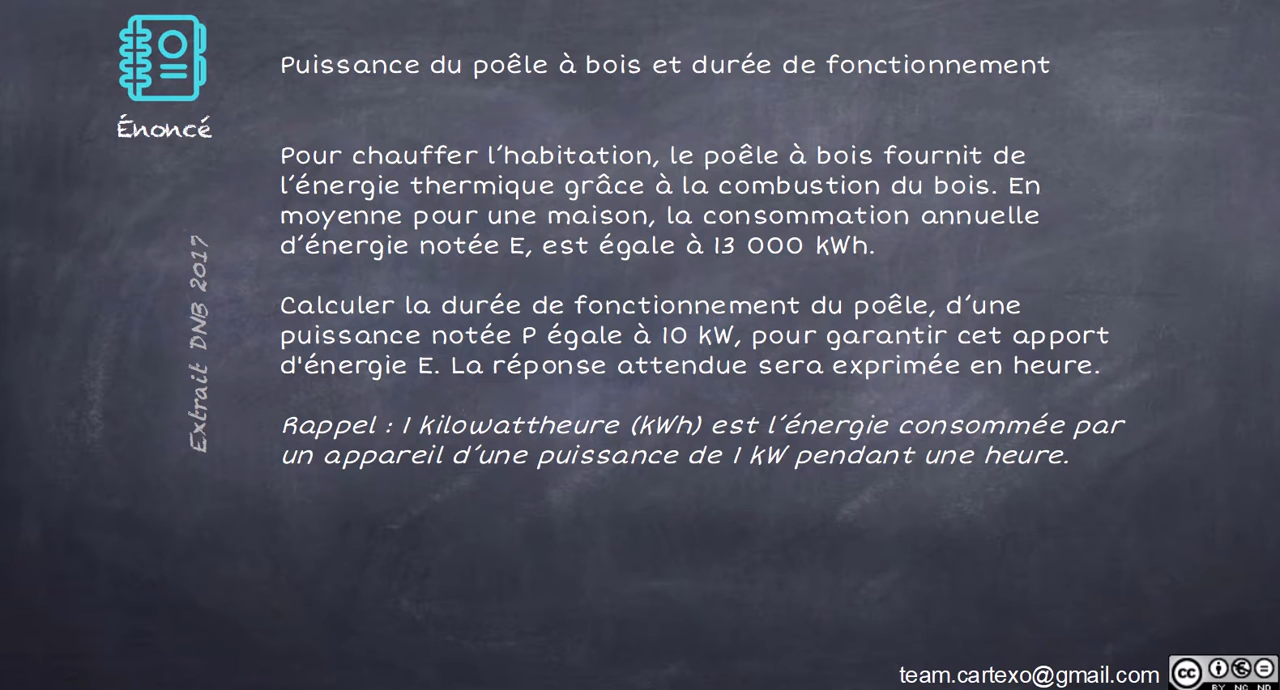 Puissance du poêle à bois et durée de fonctionnement
Énoncé
Pour chauffer l’habitation, le poêle à bois fournit de
l’énergie thermique grâce à la combustion du bois. En
moyenne pour une maison, la consommation annuelle
d’énergie notée E, est égale à 13 000 kWh.
Calculer la durée de fonctionnement du poêle, d’une
puissance notée P égale à 10 kW, pour garantir cet apport
d'énergie E. La réponse attendue sera exprimée en heure.
Rappel : 1 kilowattheure (kWh) est l’énergie consommée par
un appareil d’une puissance de 1 kW pendant une heure.
Extrait DNB 2017
team.cartexo@gmail.com
cc
BY NC ND